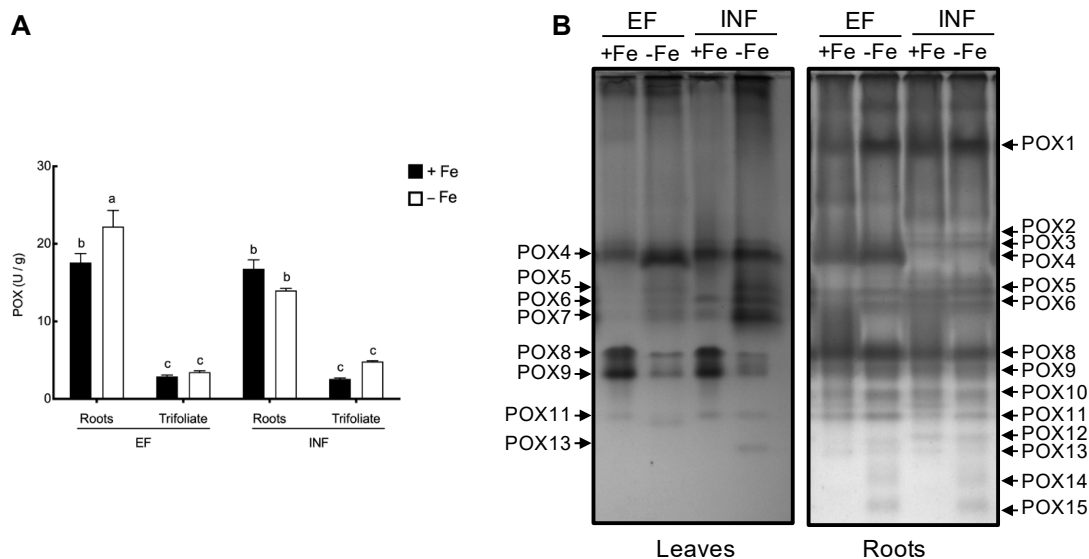 A
B
POX (U / g)
30
20
10
0
+ Fe
– Fe
b
a
c
c
b
b
c
c
Roots
Trifoliate
Roots
Trifoliate
EF
INF
EF
INF
+Fe -Fe +Fe -Fe
POX4
POX5
POX6
POX7
POX8
POX9
POX11
POX13
Leaves
EF
INF
+Fe -Fe +Fe -Fe
POX1
POX2
POX3
POX4
POX5
POX6
POX8
POX9
POX10
POX11
POX12
POX13
POX14
POX15
Roots